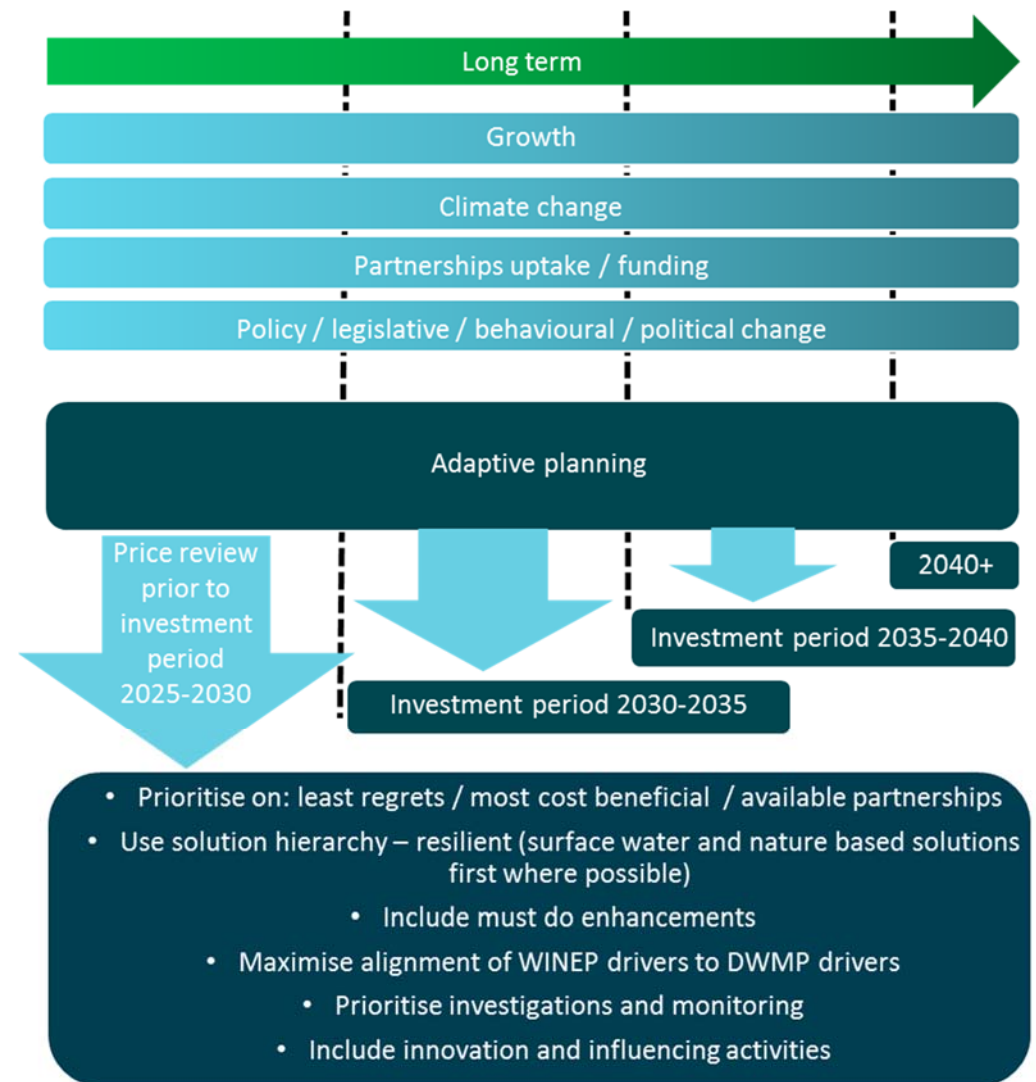 Long term
Growth
Climate change
Partnerships uptake / funding
Policy / legislative / behavioural / political change
Adaptive planning
Price review
prior to
investment
period
2025-2030
2040+
Investment period 2035-2040
Investment period 2030-2035
• Prioritise on: least regrets / most cost beneficial / available partnerships
• Use solution hierarchy – resilient (surface water and nature based solutions
first where possible)
• Include must do enhancements
• Maximise alignment of WINEP drivers to DWMP drivers
• Prioritise investigations and monitoring
• Include innovation and influencing activities